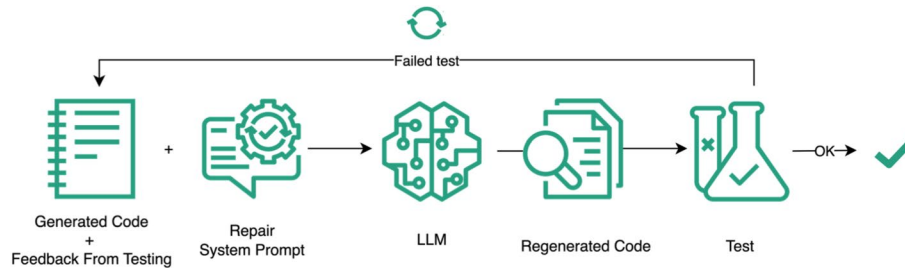 Failed test
+
OK
Generated Code
+
Feedback From Testing
Repair
System Prompt
LLM
Regenerated Code
Test